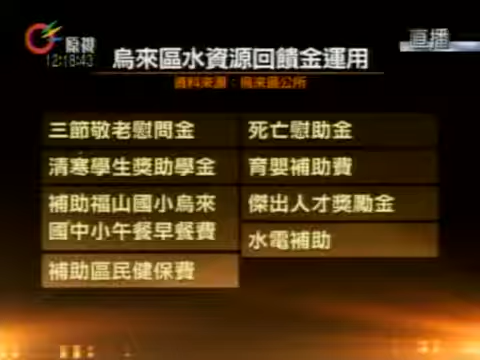 原視
12:18:43
直播
烏來區水資源回饋金運用
資料來源：烏來區公所
三節敬老慰問金
清寒學生獎助學金
補助福山國小烏來
國中小午餐早餐費
補助區民健保費
死亡慰助金
育嬰補助費
傑出人才獎勵金
水電補助